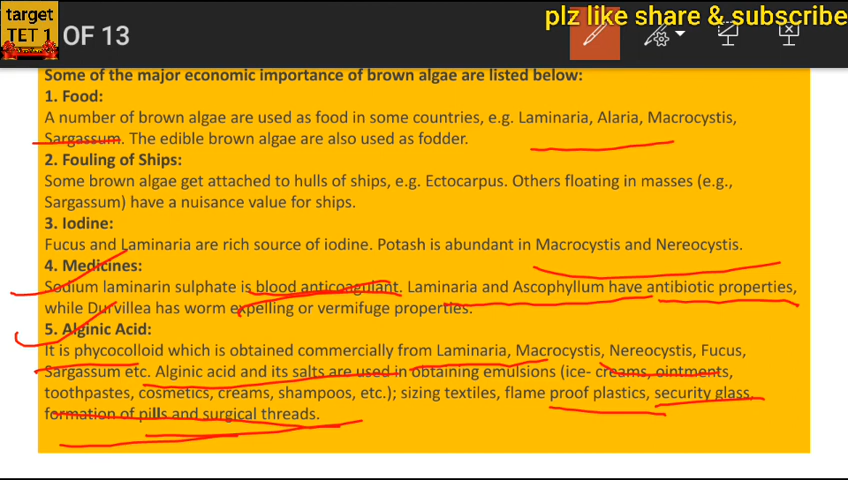 target
TET 1
OF 13
plz like share & subscribe
Some of the major economic importance of brown algae are listed below:
1. Food:
A number of brown algae are used as food in some countries, e.g. Laminaria, Alaria, Macrocystis,
Sargassum. The edible brown algae are also used as fodder.
2. Fouling of Ships:
Some brown algae get attached to hulls of ships, e.g. Ectocarpus. Others floating in masses (e.g.,
Sargassum) have a nuisance value for ships.
3. Iodine:
Fucus and Laminaria are rich source of iodine. Potash is abundant in Macrocystis and Nereocystis.
4. Medicines:
Sodium laminarin sulphate is blood anticoagulant. Laminaria and Ascophyllum have antibiotic properties,
while Durvillea has worm expelling or vermifuge properties.
5. Alginic Acid:
It is phycocolloid which is obtained commercially from Laminaria, Macrocystis, Nereocystis, Fucus,
Sargassum etc. Alginic acid and its salts are used in obtaining emulsions (ice- creams, ointments,
toothpastes, cosmetics, creams, shampoos, etc.); sizing textiles, flame proof plastics, security glass,
formation of pills and surgical threads.